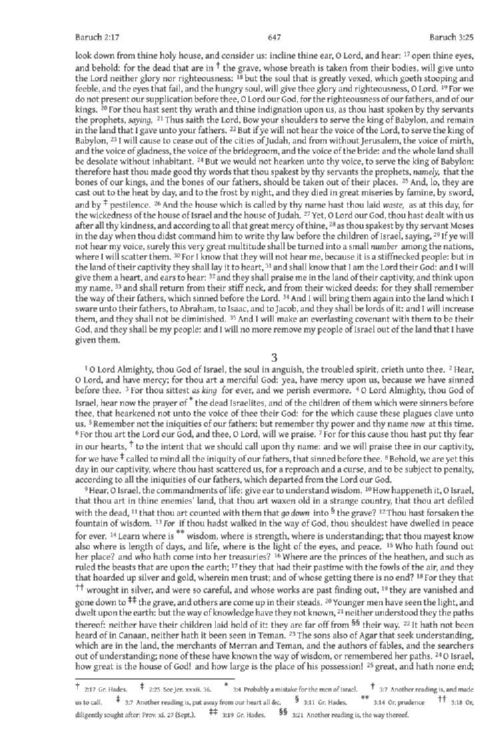 Baruch 2:17 647 Baruch 3:25
look down from thine holy house, and consider us: incline thine ear, O Lord, and hear: 17 open thine eyes,
and behold: for the dead that are in † the grave, whose breath is taken from their bodies, will give unto
the Lord neither glory nor righteousness: 18 but the soul that is greatly vexed, which goeth stooping and
feeble, and the eyes that fail, and the hungry soul, will give thee glory and righteousness, O Lord. 19 For we
do not present our supplication before thee, O Lord our God, for the righteousness of our fathers, and of our
kings. 20 For thou hast sent thy wrath and thine indignation upon us, as thou hast spoken by thy servants
the prophets, saying, 21 Thus saith the Lord, Bow your shoulders to serve the king of Babylon, and remain
in the land that I gave unto your fathers. 22 But if ye will not hear the voice of the Lord, to serve the king of
Babylon, 23 I will cause to cease out of the cities of Judah, and from without Jerusalem, the voice of mirth,
and the voice of gladness, the voice of the bridegroom, and the voice of the bride: and the whole land shall
be desolate without inhabitant. 24 But we would not hearken unto thy voice, to serve the king of Babylon:
therefore hast thou made good thy words that thou spakest by thy servants the prophets, namely, that the
bones of our kings, and the bones of our fathers, should be taken out of their places. 25 And, lo, they are
cast out to the heat by day, and to the frost by night, and they died in great miseries by famine, by sword,
and by ‡ pestilence. 26 And the house which is called by thy name hast thou laid waste, as at this day, for
the wickedness of the house of Israel and the house of Judah. 27 Yet, O Lord our God, thou hast dealt with us
after all thy kindness, and according to all that great mercy of thine, 28 as thou spakest by thy servant Moses
in the day when thou didst command him to write thy law before the children of Israel, saying, 29 If ye will
not hear my voice, surely this very great multitude shall be turned into a small number among the nations,
where I will scatter them. 30 For I know that they will not hear me, because it is a stiffnecked people: but in
the land of their captivity they shall lay it to heart, 31 and shall know that I am the Lord their God: and I will
give them a heart, and ears to hear: 32 and they shall praise me in the land of their captivity, and think upon
my name, 33 and shall return from their stiff neck, and from their wicked deeds: for they shall remember
the way of their fathers, which sinned before the Lord. 34 And I will bring them again into the land which I
sware unto their fathers, to Abraham, to Isaac, and to Jacob, and they shall be lords of it: and I will increase
them, and they shall not be diminished. 35 And I will make an everlasting covenant with them to be their
God, and they shall be my people: and I will no more remove my people of Israel out of the land that I have
given them.
3
1 O Lord Almighty, thou God of Israel, the soul in anguish, the troubled spirit, crieth unto thee. 2 Hear,
O Lord, and have mercy; for thou art a merciful God: yea, have mercy upon us, because we have sinned
before thee. 3 For thou sittest as king for ever, and we perish evermore. 4 O Lord Almighty, thou God of
Israel, hear now the prayer of * the dead Israelites, and of the children of them which were sinners before
thee, that hearkened not unto the voice of thee their God: for the which cause these plagues clave unto
us. 5 Remember not the iniquities of our fathers: but remember thy power and thy name now at this time.
6 For thou art the Lord our God, and thee, O Lord, will we praise. 7 For for this cause thou hast put thy fear
in our hearts, † to the intent that we should call upon thy name: and we will praise thee in our captivity,
for we have ‡ called to mind all the iniquity of our fathers, that sinned before thee. 8 Behold, we are yet this
day in our captivity, where thou hast scattered us, for a reproach and a curse, and to be subject to penalty,
according to all the iniquities of our fathers, which departed from the Lord our God.
9 Hear, O Israel, the commandments of life: give ear to understand wisdom. 10 How happeneth it, O Israel,
that thou art in thine enemies' land, that thou art waxen old in a strange country, that thou art defiled
with the dead, 11 that thou art counted with them that go down into § the grave? 12 Thou hast forsaken the
fountain of wisdom. 13 For if thou hadst walked in the way of God, thou shouldest have dwelled in peace
for ever. 14 Learn where is ** wisdom, where is strength, where is understanding; that thou mayest know
also where is length of days, and life, where is the light of the eyes, and peace. 15 Who hath found out
her place? and who hath come into her treasuries? 16 Where are the princes of the heathen, and such as
ruled the beasts that are upon the earth; 17 they that had their pastime with the fowls of the air, and they
that hoarded up silver and gold, wherein men trust; and of whose getting there is no end? 18 For they that
†† wrought in silver, and were so careful, and whose works are past finding out, 19 they are vanished and
gone down to ‡‡ the grave, and others are come up in their steads. 20 Younger men have seen the light, and
dwelt upon the earth: but the way of knowledge have they not known, 21 neither understood they the paths
thereof: neither have their children laid hold of it: they are far off from §§ their way. 22 It hath not been
heard of in Canaan, neither hath it been seen in Teman. 23 The sons also of Agar that seek understanding,
which are in the land, the merchants of Merran and Teman, and the authors of fables, and the searchers
out of understanding; none of these have known the way of wisdom, or remembered her paths. 24 O Israel,
how great is the house of God! and how large is the place of his possession! 25 great, and hath none end;
† 2:17 Gr. Hades. ‡ 2:25 See Jer. xxxii. 36. * 3:4 Probably a mistake for the men of Israel. † 3:7 Another reading is, and made
us to call. ‡ 3:7 Another reading is, put away from our heart all &c. § 3:11 Gr. Hades. ** 3:14 Or, prudence †† 3:18 Or,
diligently sought after: Prov. xi. 27 (Sept.). ‡‡ 3:19 Gr. Hades. §§ 3:21 Another reading is, the way thereof.